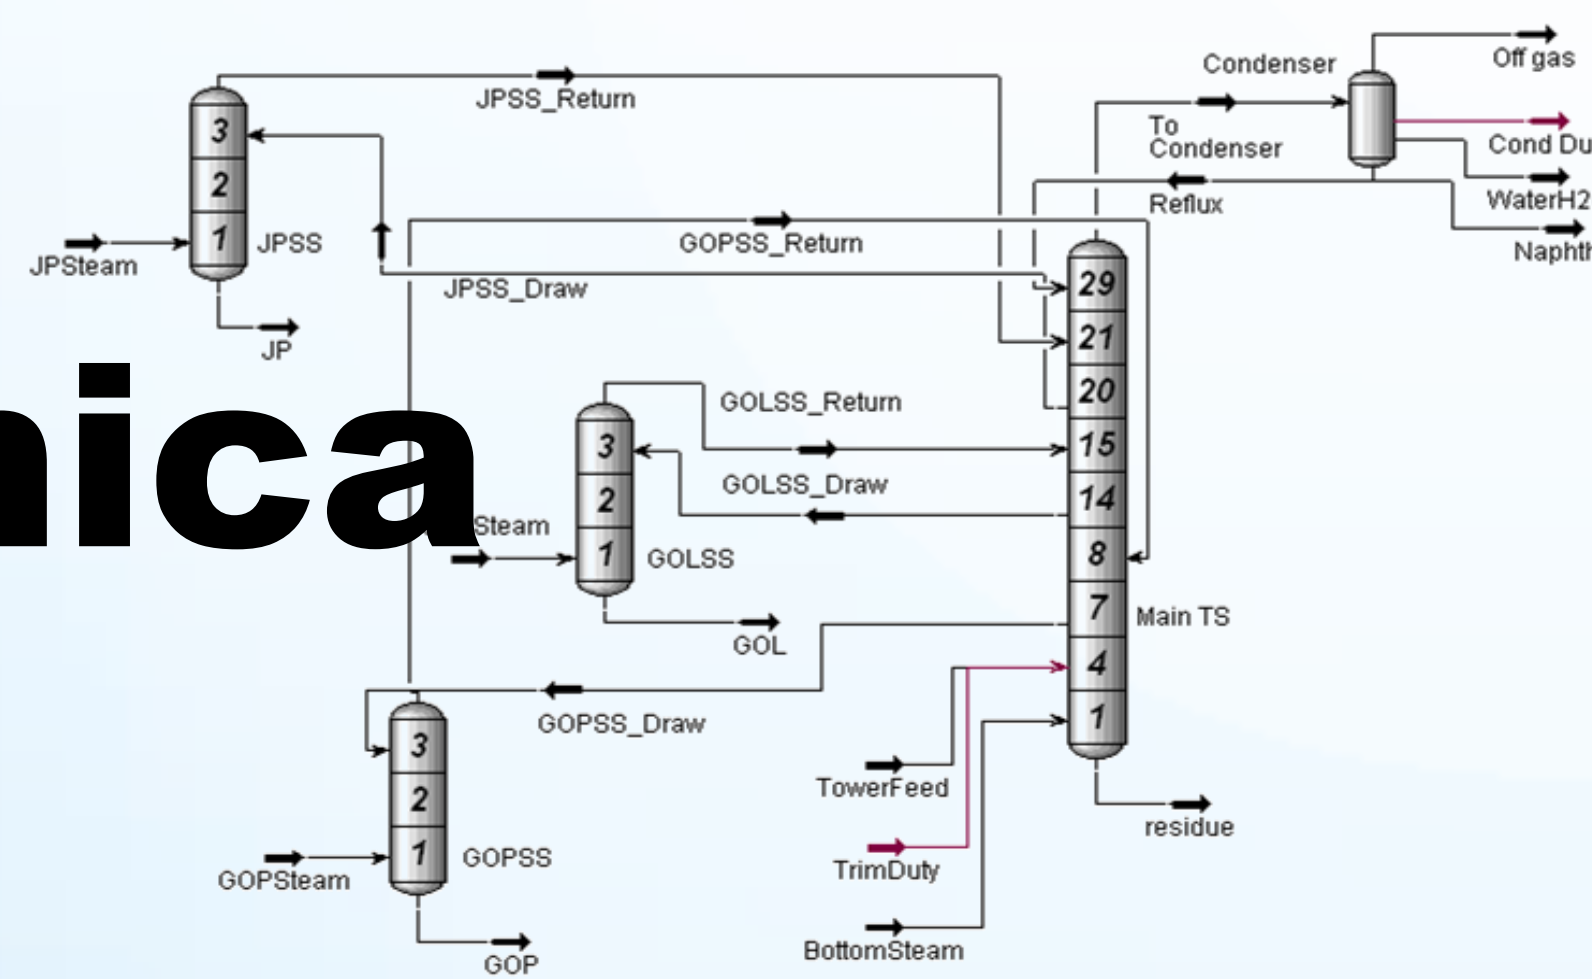 Off gas
Condenser
JPSS_Return
To
Condenser
Cond Du
3
2
1
WaterH2
Reflux
JPSteam
JPSS
GOPSS_Return
Naphth
JPSS_Draw
29
21
20
15
14
8
7
4
1
JP
nica
GOLSS_Return
3
2
1
GOLSS_Draw
Steam
GOLSS
Main TS
GOL
GOPSS_Draw
3
2
1
TowerFeed
residue
GOPSS
TrimDuty
GOPSteam
BottomSteam
GOP